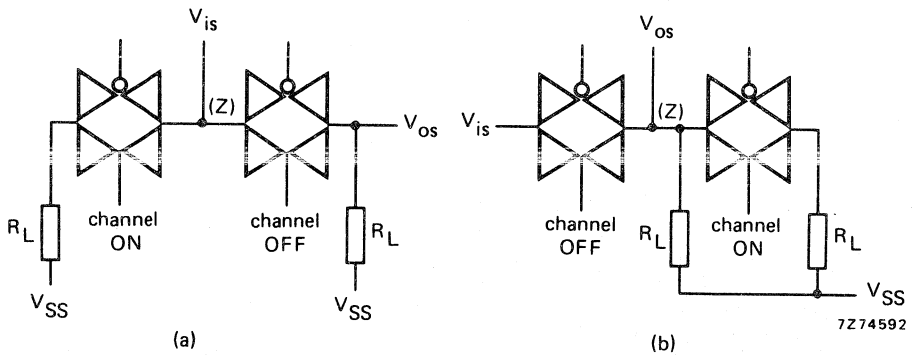 V_is
(Z)
V_os
channel
ON
channel
OFF
R_L
R_L
V_SS
V_SS
(a)
V_os
V_is
(Z)
channel
OFF
channel
ON
R_L
R_L
V_SS
7Z74592
(b)